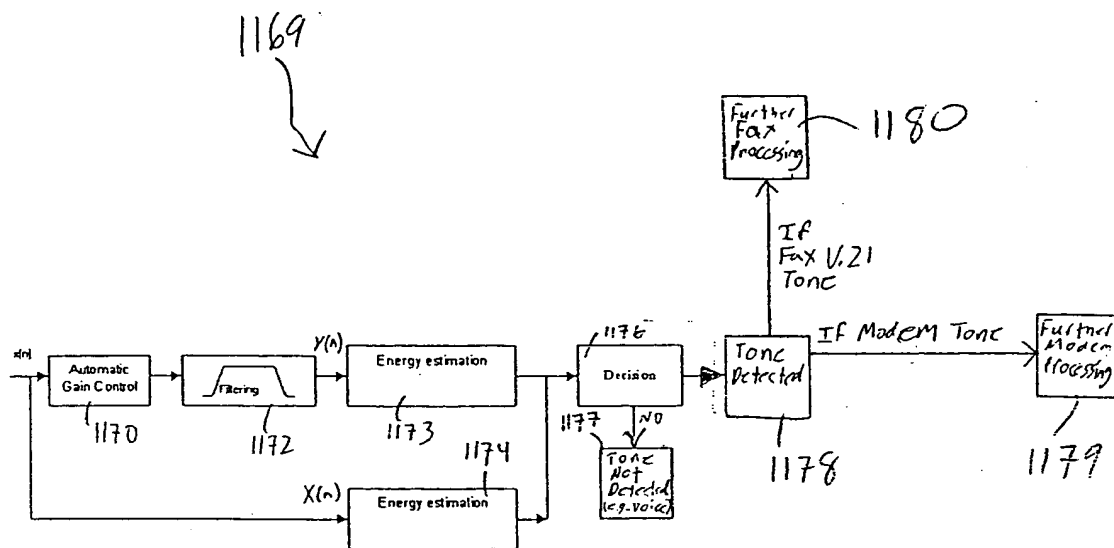 1169
Further
Fax
Processing
1180
If
Fax V.21
Tone
x(n)
Automatic
Gain Control
1170
Filtering
1172
Y(n)
Energy estimation
1173
1174
X(n)
Energy estimation
1176
Decision
NO
1177
Tone
Not
Detected
(e.g. voice)
Tone
Detected
1178
If Modem Tone
Further
Modem
Processing
1179